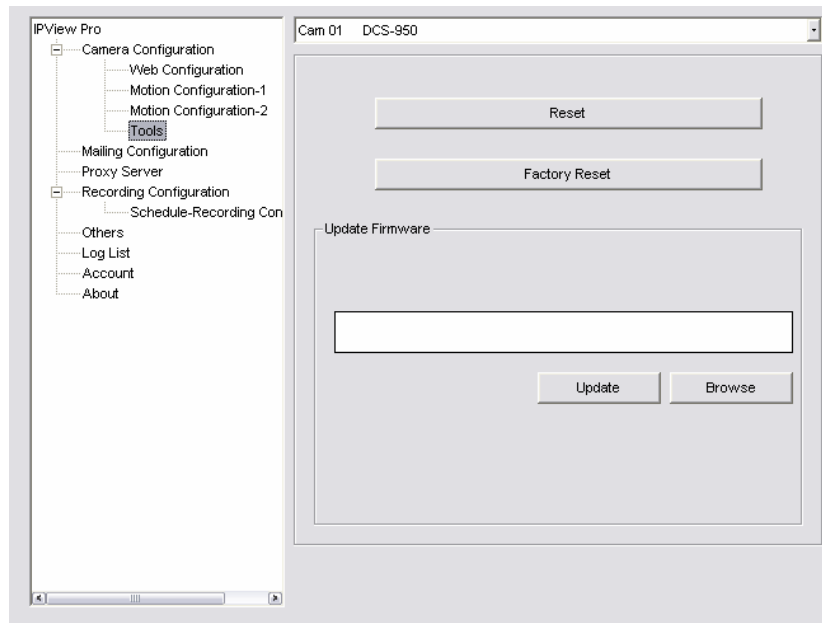 IPView Pro
Camera Configuration
Web Configuration
Motion Configuration-1
Motion Configuration-2
Tools
Mailing Configuration
Proxy Server
Recording Configuration
Schedule-Recording Con
Others
Log List
Account
About
Cam 01 DCS-950
Reset
Factory Reset
Update Firmware
Update Browse